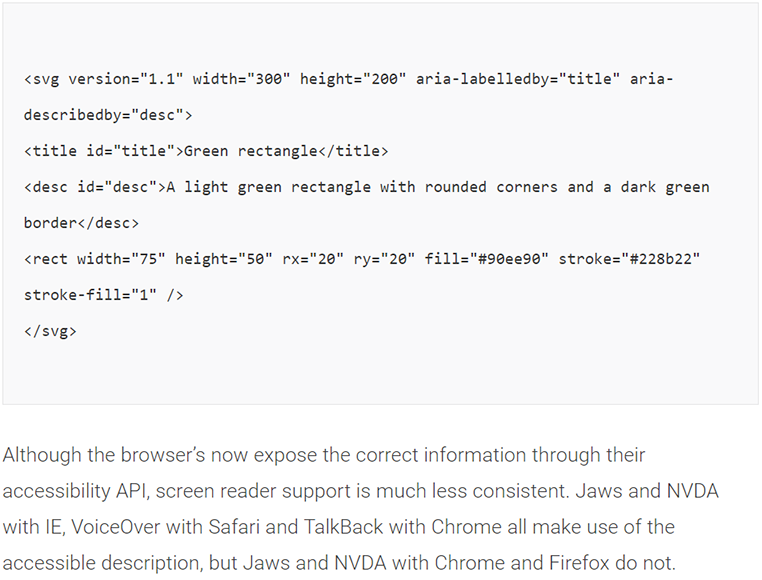 <svg version="1.1" width="300" height="200" aria-labelledby="title" aria-
describedby="desc">
<title id="title">Green rectangle</title>
<desc id="desc">A light green rectangle with rounded corners and a dark green
border</desc>
<rect width="75" height="50" rx="20" ry="20" fill="#90ee90" stroke="#228b22"
stroke-fill="1" />
</svg>
Although the browser’s now expose the correct information through their
accessibility API, screen reader support is much less consistent. Jaws and NVDA
with IE, VoiceOver with Safari and TalkBack with Chrome all make use of the
accessible description, but Jaws and NVDA with Chrome and Firefox do not.